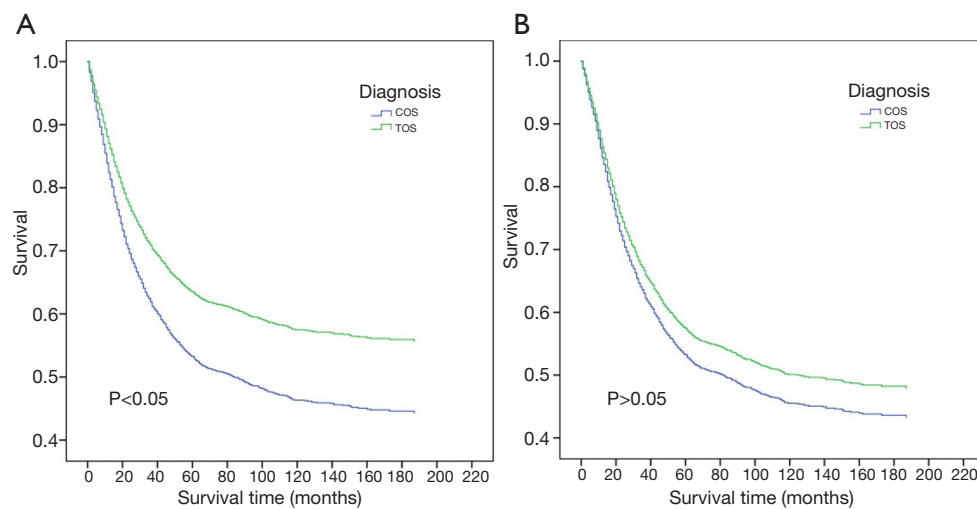 A
1.0
0.9
0.8
0.7
0.6
0.5
0.4
Survival
Diagnosis
COS
TOS
P<0.05
0 20 40 60 80 100 120 140 160 180 200 220
Survival time (months)
B
1.0
0.9
0.8
0.7
0.6
0.5
0.4
Survival
Diagnosis
COS
TOS
P>0.05
0 20 40 60 80 100 120 140 160 180 200 220
Survival time (months)